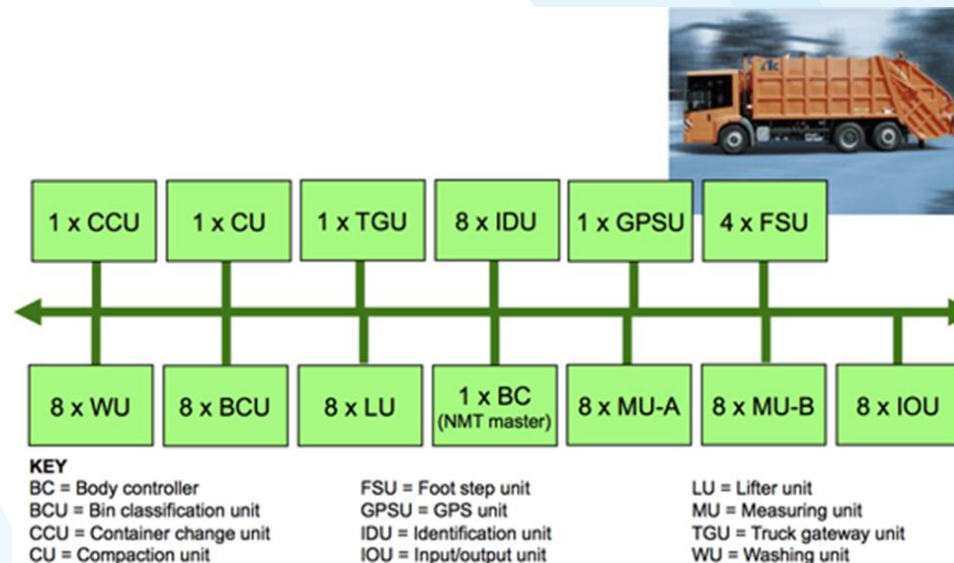 1 x CCU
1 x CU
1 x TGU
8 x IDU
1 x GPSU
4 x FSU
8 x WU
8 x BCU
8 x LU
1 x BC
(NMT master)
8 x MU-A
8 x MU-B
8 x IOU
KEY
BC = Body controller
BCU = Bin classification unit
CCU = Container change unit
CU = Compaction unit
FSU = Foot step unit
GPSU = GPS unit
IDU = Identification unit
IOU = Input/output unit
LU = Lifter unit
MU = Measuring unit
TGU = Truck gateway unit
WU = Washing unit